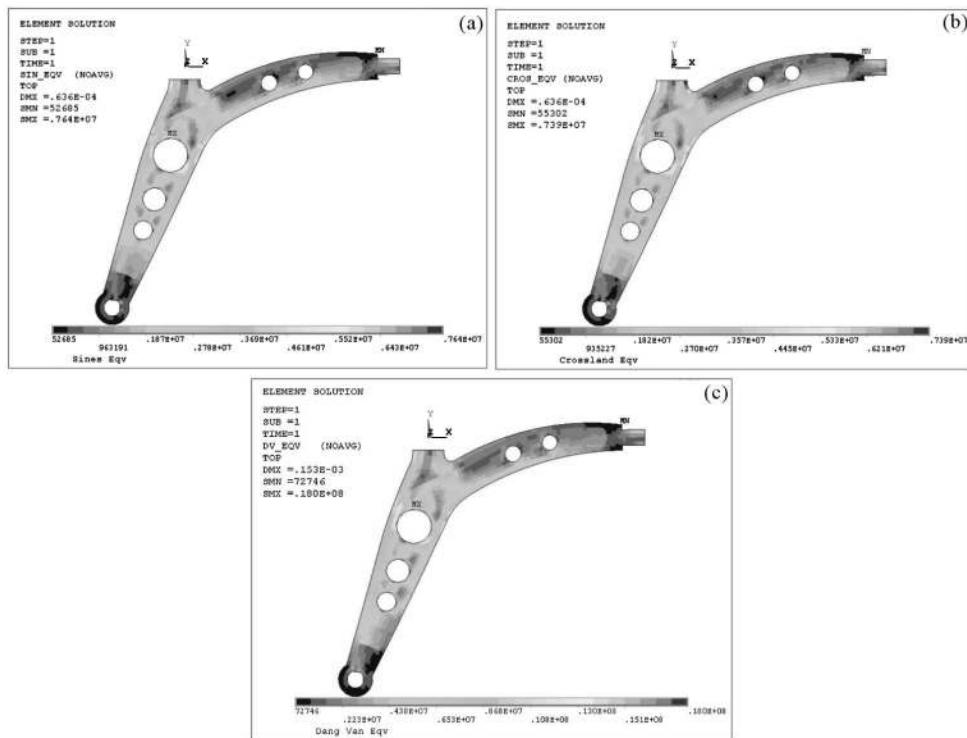 (a)
ELEMENT SOLUTION
STEP=1
SUB =1
TIME=1
SIN_EQV (NOAVG)
TOP
DMX =.636E-04
SMN =52685
SMX =.764E+07
Y
Z X
MN
MX
52685 .187E+07 .369E+07 .552E+07 .764E+07
963191 .278E+07 .461E+07 .643E+07
Sines Eqv
(b)
ELEMENT SOLUTION
STEP=1
SUB =1
TIME=1
CROS_EQV (NOAVG)
TOP
DMX =.636E-04
SMN =55302
SMX =.739E+07
Y
Z X
MN
MX
55302 .182E+07 .357E+07 .533E+07 .739E+07
935227 .270E+07 .445E+07 .621E+07
Crossland Eqv
(c)
ELEMENT SOLUTION
STEP=1
SUB =1
TIME=1
DV_EQV (NOAVG)
TOP
DMX =.153E-03
SMN =72746
SMX =.180E+08
Y
Z X
MN
MX
72746 .438E+07 .868E+07 .130E+08 .180E+08
.223E+07 .653E+07 .108E+08 .151E+08
Dang Van Eqv